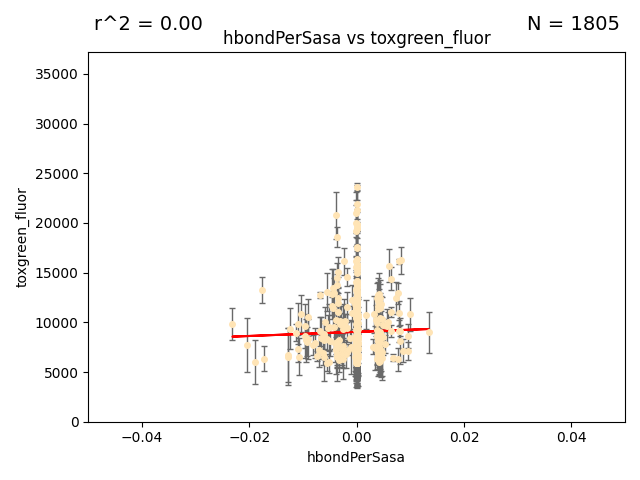 r^2 = 0.00
N = 1805
hbondPerSasa vs toxgreen_fluor
35000
30000
25000
20000
15000
10000
5000
0
toxgreen_fluor
−0.04
−0.02
0.00
0.02
0.04
hbondPerSasa